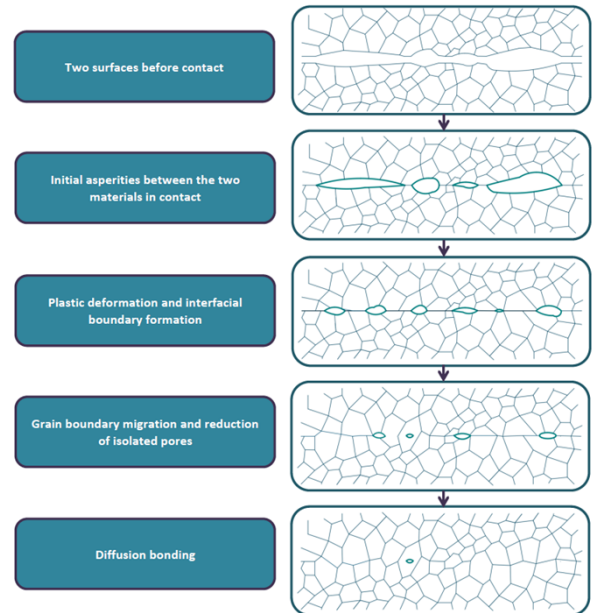 Two surfaces before contact
Initial asperities between the two
materials in contact
Plastic deformation and interfacial
boundary formation
Grain boundary migration and reduction
of isolated pores
Diffusion bonding